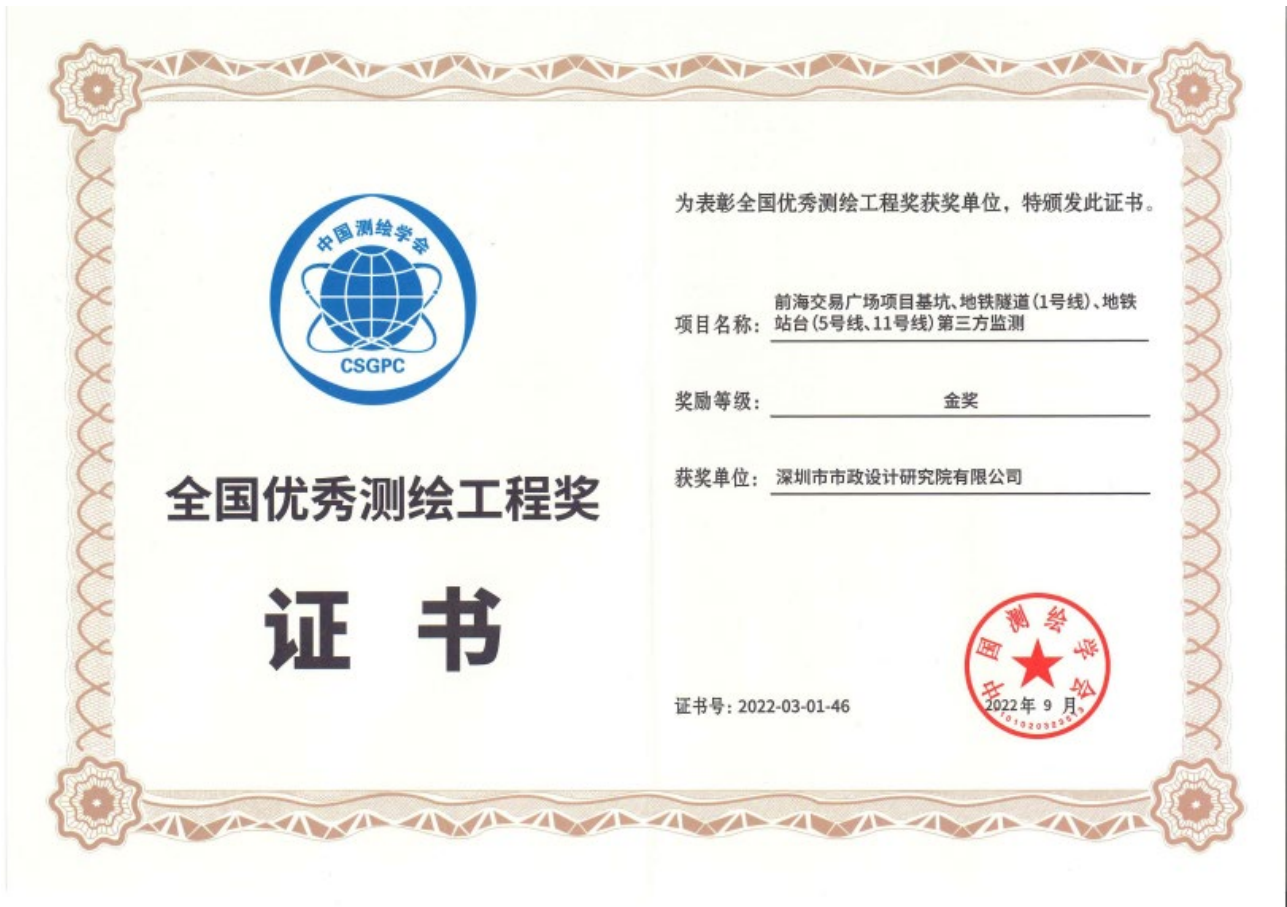 中国测绘学会
CSGPC
全国优秀测绘工程奖
证 书
为表彰全国优秀测绘工程奖获奖单位，特颁发此证书。
项目名称：前海交易广场项目基坑、地铁隧道(1号线)、地铁
站台(5号线、11号线)第三方监测
奖励等级：金奖
获奖单位：深圳市市政设计研究院有限公司
中国测绘学会
证书号：2022-03-01-46
2022年 9 月